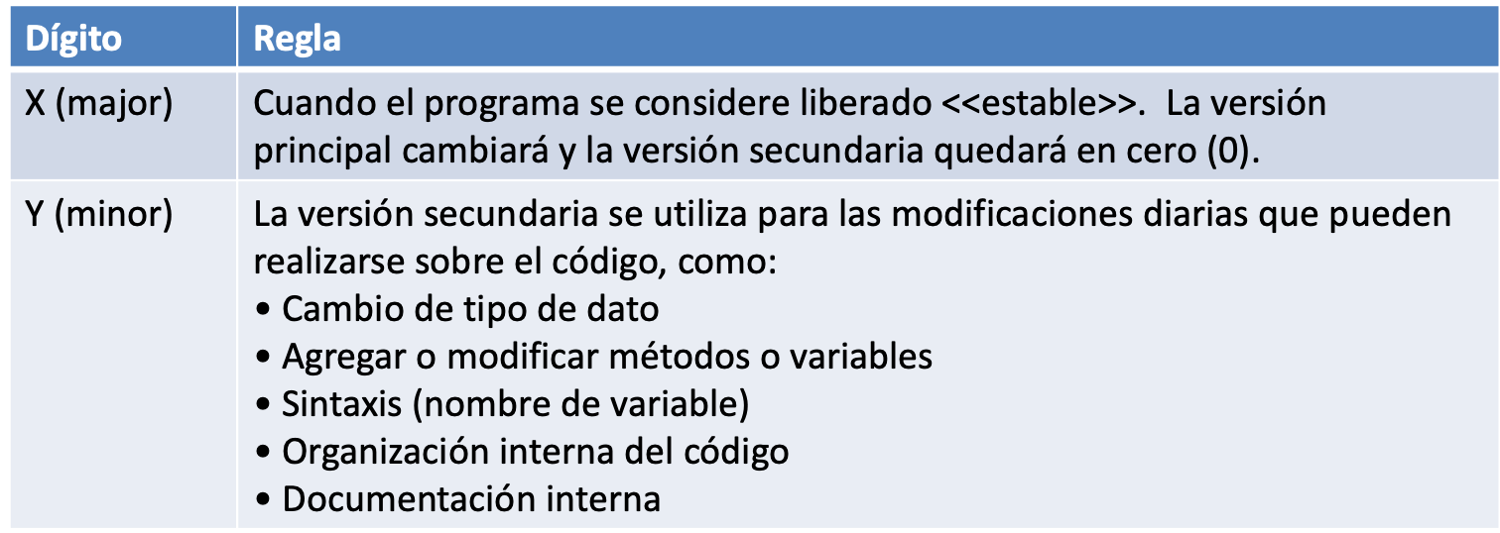 Dígito Regla
X (major) Cuando el programa se considere liberado <<estable>>. La versión
principal cambiará y la versión secundaria quedará en cero (0).
Y (minor) La versión secundaria se utiliza para las modificaciones diarias que pueden
realizarse sobre el código, como:
• Cambio de tipo de dato
• Agregar o modificar métodos o variables
• Sintaxis (nombre de variable)
• Organización interna del código
• Documentación interna